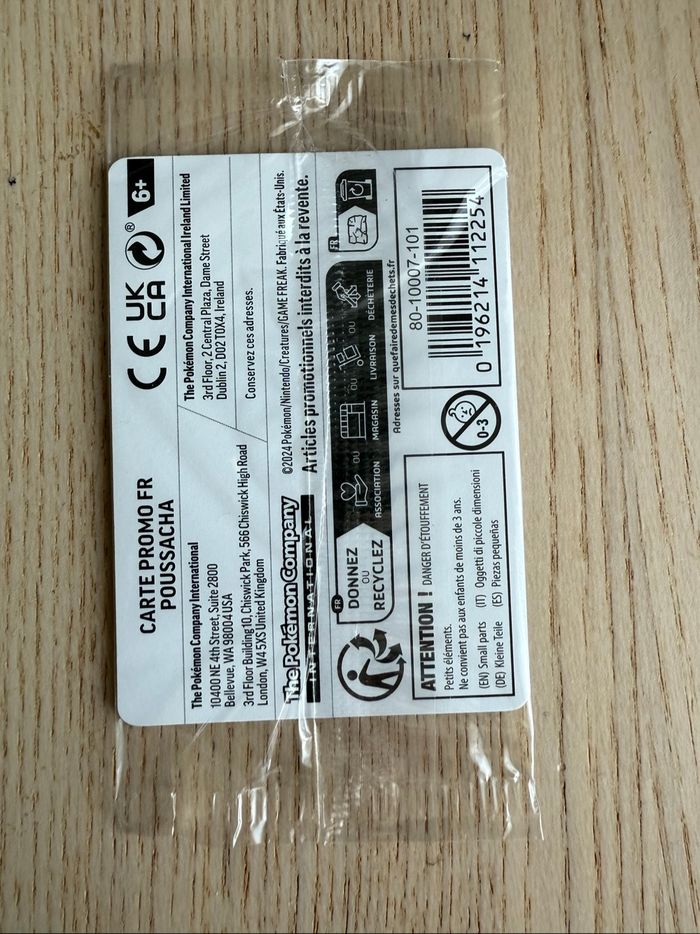 CARTE PROMO FR
POUSSACHA
CE UK
CA
6+
The Pokémon Company International
10400 NE 4th Street, Suite 2800
Bellevue, WA 98004 USA
3rd Floor Building 10, Chiswick Park, 566 Chiswick High Road
London, W4 5XS United Kingdom
The Pokémon Company International Ireland Limited
3rd Floor, 2 Central Plaza, Dame Street
Dublin 2, D02 T0X4, Ireland
Conservez ces adresses.
The Pokémon Company
INTERNATIONAL
©2024 Pokémon/Nintendo/Creatures/GAME FREAK. Fabriqué aux États-Unis.
Articles promotionnels interdits à la revente.
FR
DONNEZ
OU
RECYCLEZ
ASSOCIATION
OU
MAGASIN
OU
LIVRAISON
OU
DÉCHÈTERIE
FR
Adresses sur quefairedemesdechets.fr
ATTENTION ! DANGER D'ÉTOUFFEMENT
Petits éléments.
Ne convient pas aux enfants de moins de 3 ans.
(EN) Small parts (IT) Oggetti di piccole dimensioni
(DE) Kleine Teile (ES) Piezas pequeñas
0-3
80-10007-101
0 196214 112254